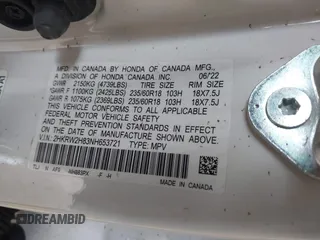 MFD. IN CANADA BY HONDA OF CANADA MFG.,
A DIVISION OF HONDA CANADA INC. 06/22
GVWR 2150KG (4739LBS) TIRE SIZE RIM SIZE
GAWR F 1100KG (2425LBS) 235/60R18 103H 18X7.5J
GAWR R 1075KG (2369LBS) 235/60R18 103H 18X7.5J
THIS VEHICLE CONFORMS TO ALL APPLICABLE
FEDERAL MOTOR VEHICLE SAFETY AND
THEFT PREVENTION STANDARDS IN EFFECT ON THE
DATE OF MANUFACTURE SHOWN ABOVE.
V.I.N.: 2HKRW2H83NH653721 TYPE: MPV
MADE IN CANADA
@DREAMBID